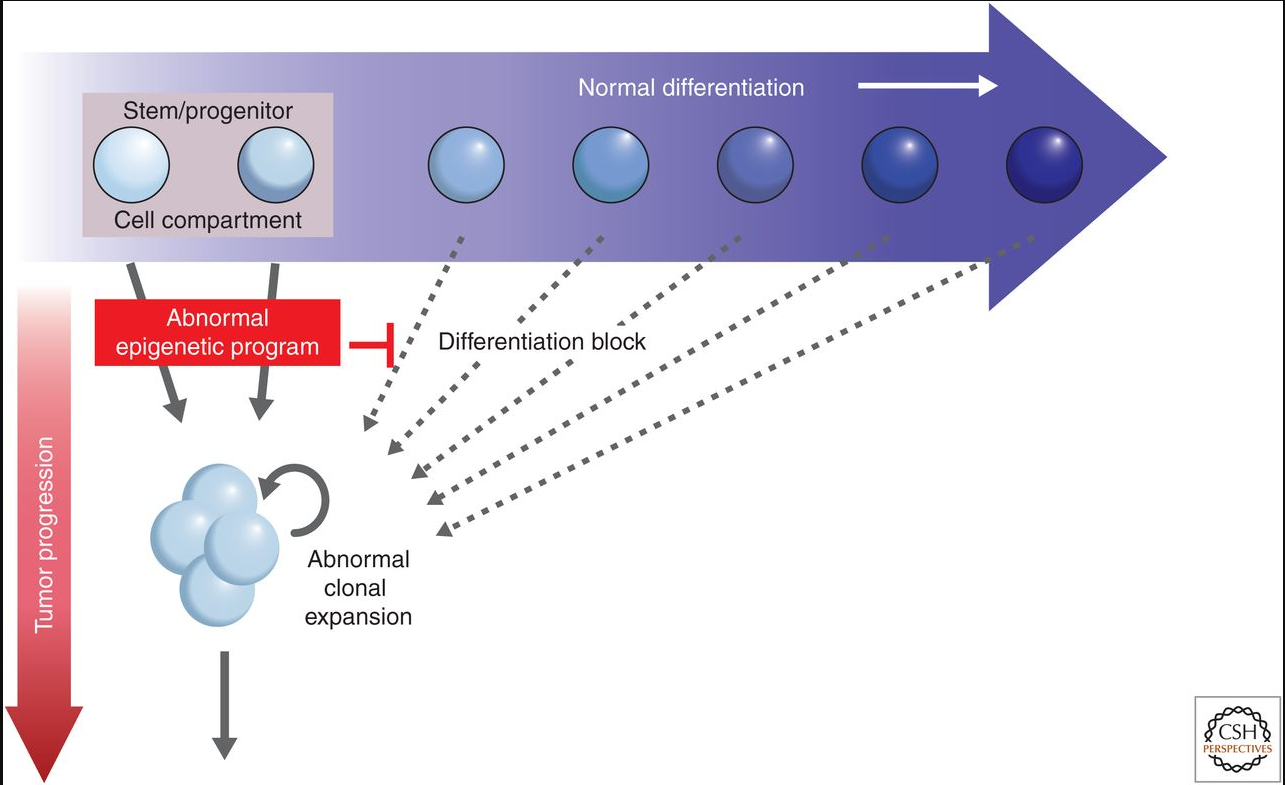 Normal differentiation
Stem/progenitor
Cell compartment
Abnormal
epigenetic program
Differentiation block
Tumor progression
Abnormal
clonal
expansion
CSH
PERSPECTIVES